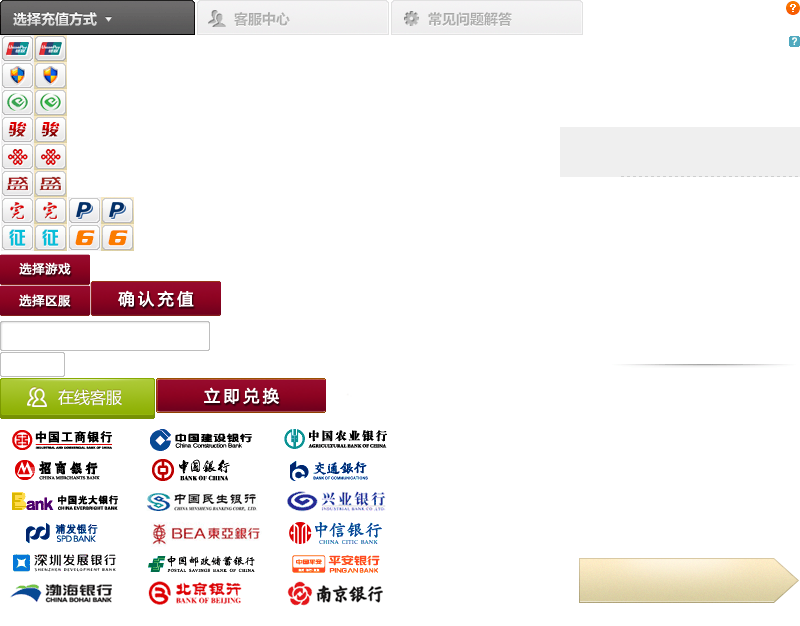 选择充值方式 客服中心 常见问题解答 ?
?
UnionPay 银联 UnionPay 银联
骏 骏
盛 盛
完 完 P P
征 征 6 6
选择游戏
选择区服 确认充值
在线客服 立即兑换
中国工商银行 中国建设银行 中国农业银行
INDUSTRIAL AND COMMERCIAL BANK OF CHINA China Construction Bank AGRICULTURAL BANK OF CHINA
招商银行 中国银行 交通银行
CHINA MERCHANTS BANK BANK OF CHINA BANK OF COMMUNICATIONS
Bank 中国光大银行 中国民生银行 兴业银行
CHINA EVERBRIGHT BANK CHINA MINSHENG BANKING CORP., LTD. INDUSTRIAL BANK CO.,LTD.
浦发银行 BEA東亞銀行 中信银行
SPD BANK CHINA CITIC BANK
深圳发展银行 中国邮政储蓄银行 中国平安 平安银行
SHENZHEN DEVELOPMENT BANK POSTAL SAVINGS BANK OF CHINA PING AN BANK
渤海银行 北京银行 南京银行
CHINA BOHAI BANK BANK OF BEIJING